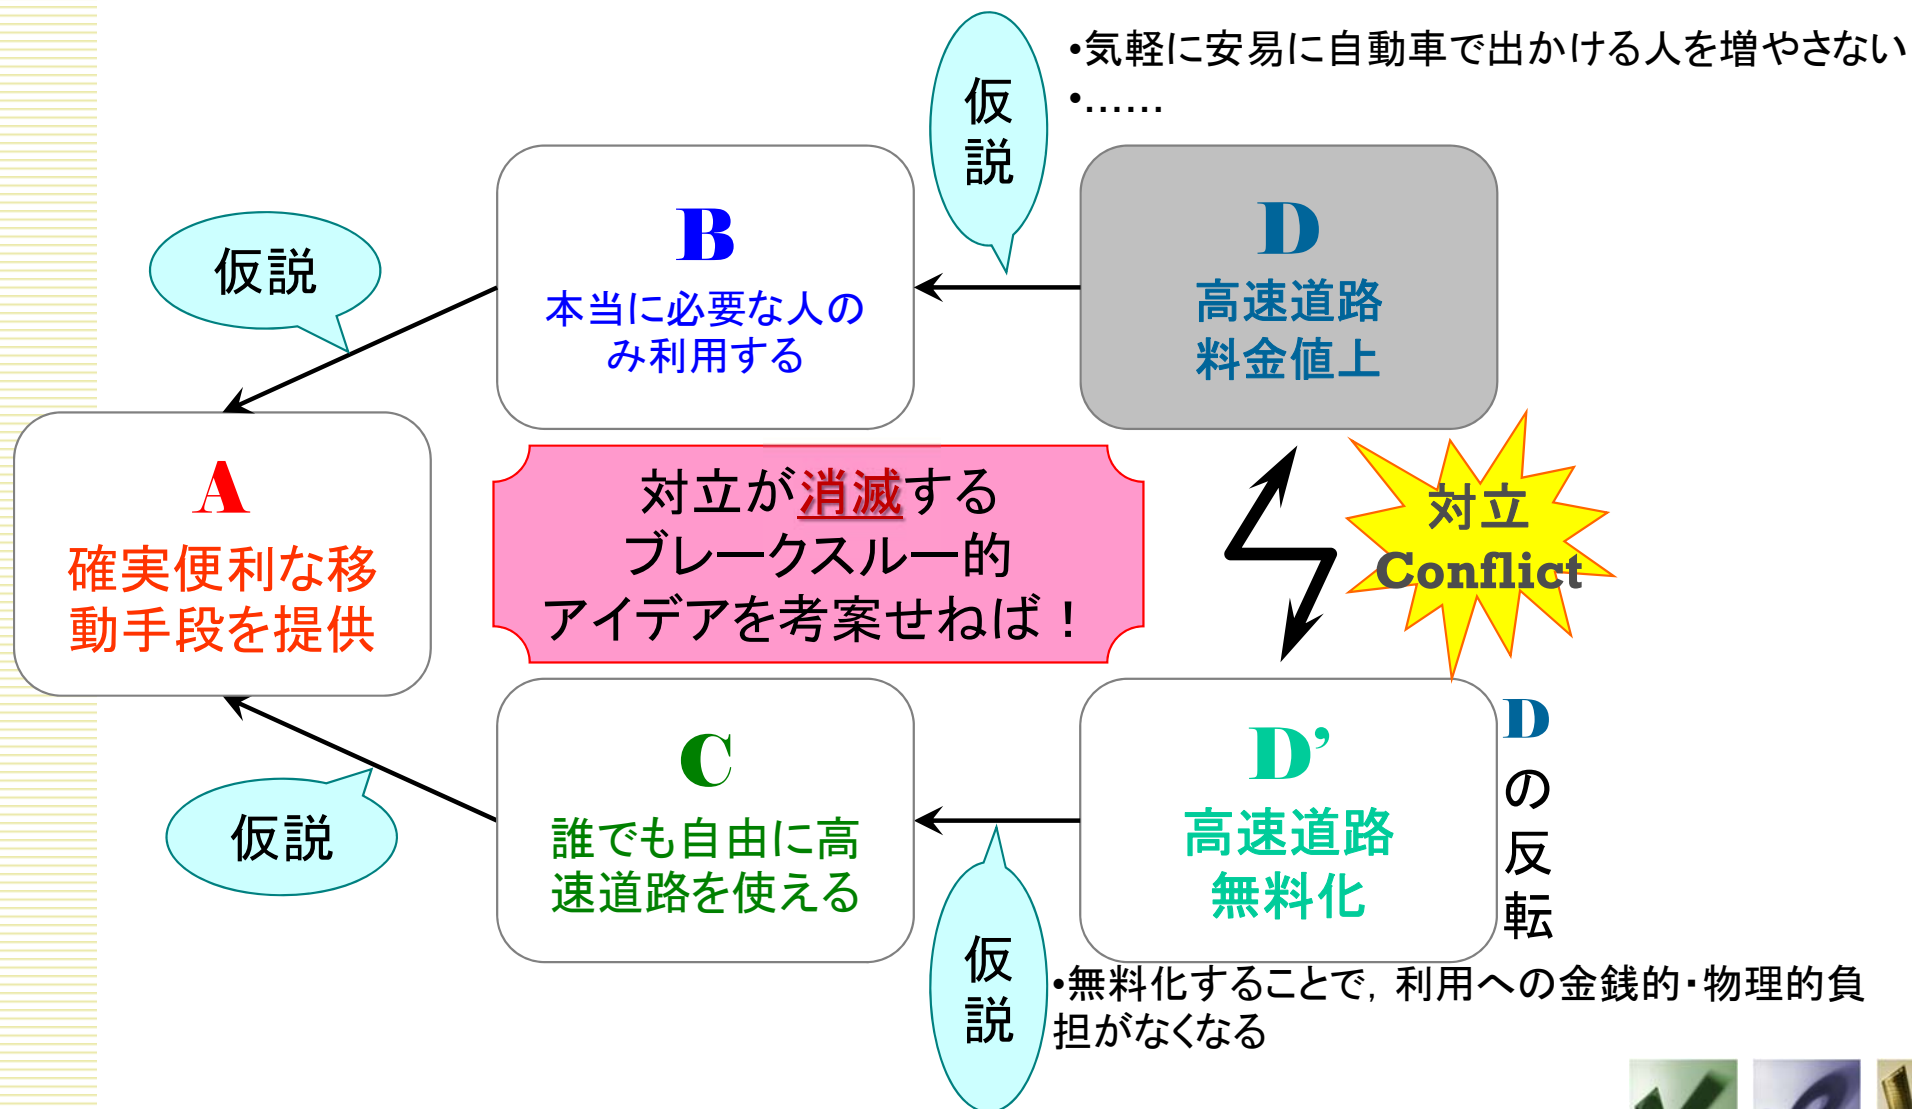 •気軽に安易に自動車で出かける人を増やさない
•……
仮
説
仮説
B
本当に必要な人の
み利用する
D
高速道路
料金値上
A
確実便利な移
動手段を提供
対立が消滅する
ブレークスルー的
アイデアを考案せねば！
対立
Conflict
仮説
C
誰でも自由に高
速道路を使える
D’
高速道路
無料化
D
の
反
転
仮
説
•無料化することで，利用への金銭的・物理的負
担がなくなる